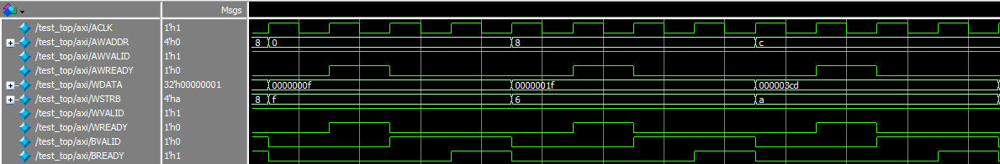 Msgs
/test_top/axi/ACLK 1'h1
/test_top/axi/AWADDR 4'h0 8 0 8 c
/test_top/axi/AWVALID 1'h1
/test_top/axi/AWREADY 1'h0
/test_top/axi/WDATA 32'h00000001 0000000f 0000001f 000003cd
/test_top/axi/WSTRB 4'ha 8 f 6 a
/test_top/axi/WVALID 1'h1
/test_top/axi/WREADY 1'h0
/test_top/axi/BVALID 1'h0
/test_top/axi/BREADY 1'h1